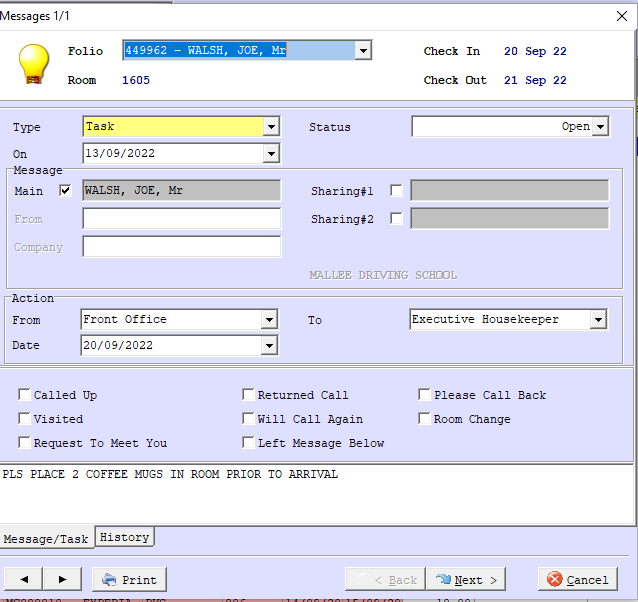 Messages 1/1
Folio 449962 - WALSH, JOE, Mr Check In 20 Sep 22
Room 1605 Check Out 21 Sep 22
Type Task Status Open
On 13/09/2022
Message
Main WALSH, JOE, Mr Sharing#1
From Sharing#2
Company
MALLEE DRIVING SCHOOL
Action
From Front Office To Executive Housekeeper
Date 20/09/2022
Called Up Returned Call Please Call Back
Visited Will Call Again Room Change
Request To Meet You Left Message Below
PLS PLACE 2 COFFEE MUGS IN ROOM PRIOR TO ARRIVAL
Message/Task History
Print < Back Next > Cancel